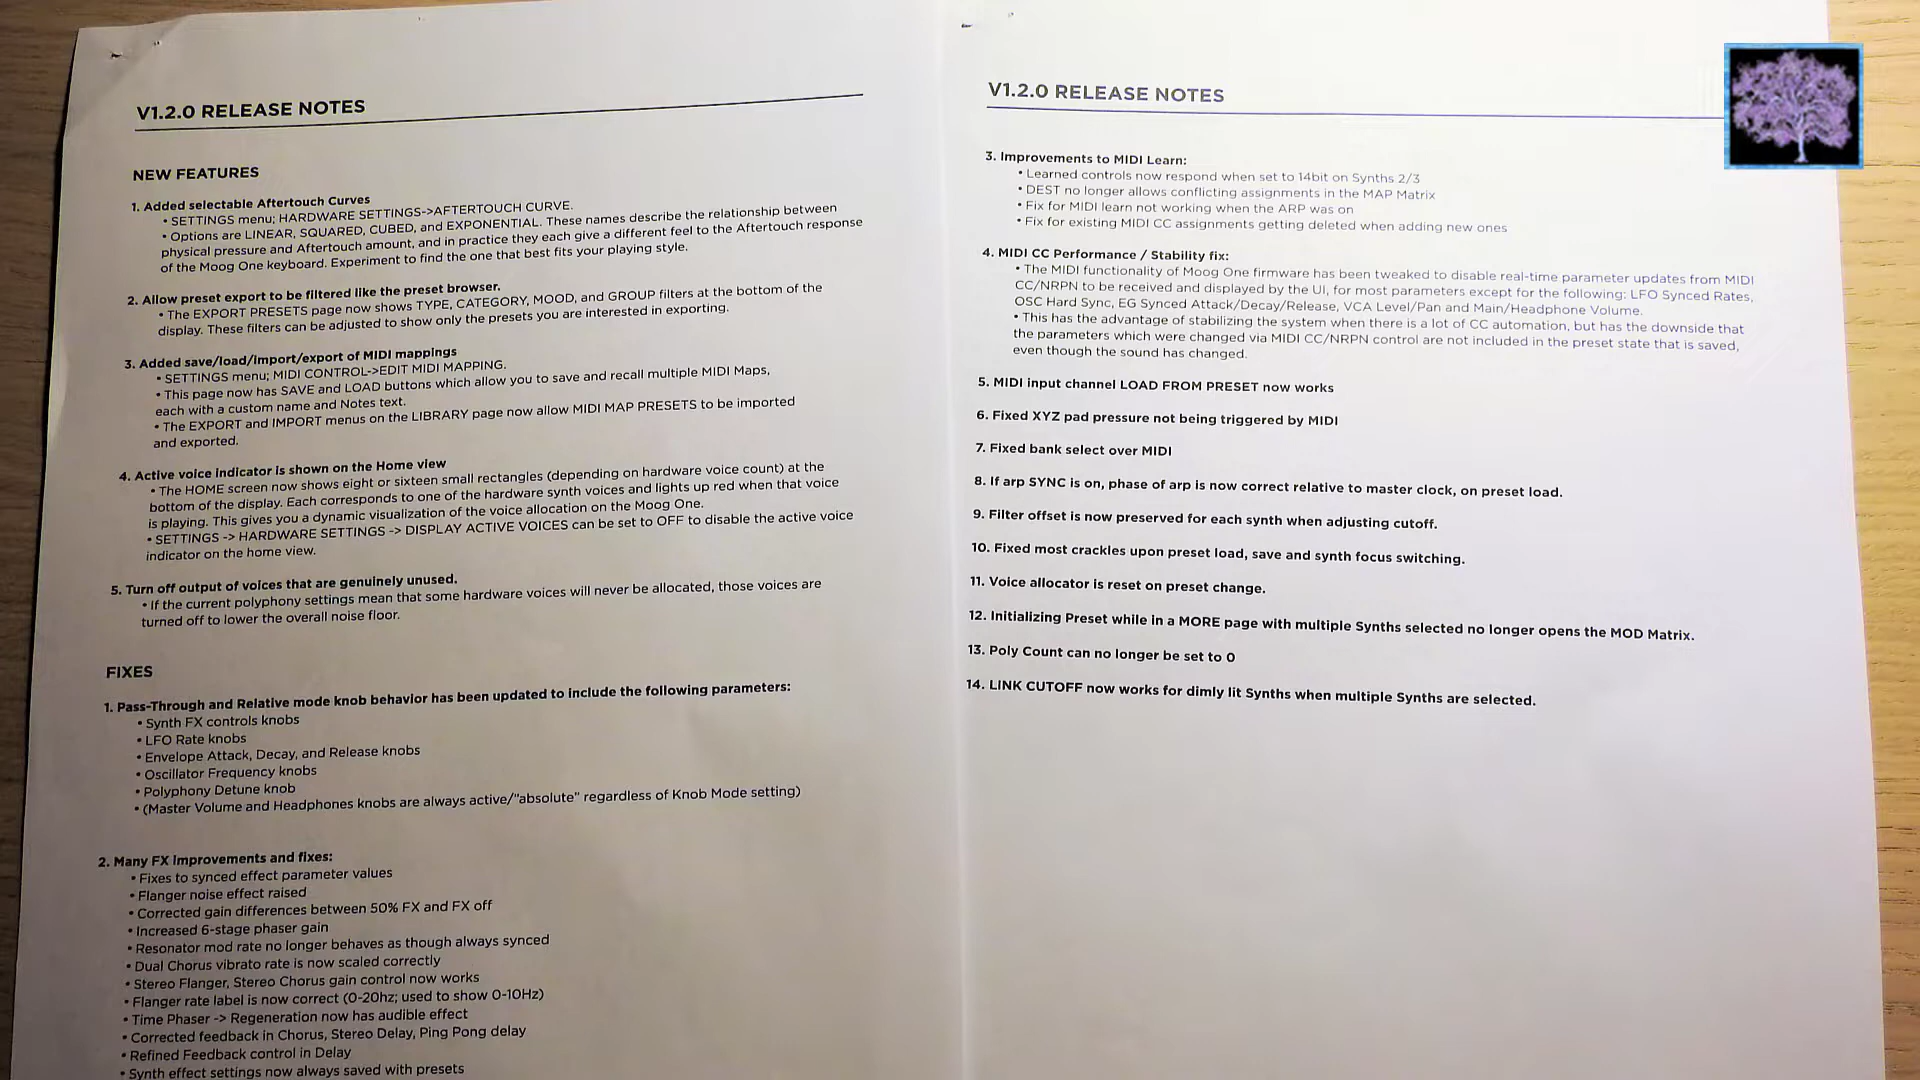 V1.2.0 RELEASE NOTES
NEW FEATURES
1. Added selectable Aftertouch Curves
• SETTINGS menu; HARDWARE SETTINGS->AFTERTOUCH CURVE.
• Options are LINEAR, SQUARED, CUBED, and EXPONENTIAL. These names describe the relationship between
physical pressure and Aftertouch amount, and in practice they each give a different feel to the Aftertouch response
of the Moog One keyboard. Experiment to find the one that best fits your playing style.
2. Allow preset export to be filtered like the preset browser.
• The EXPORT PRESETS page now shows TYPE, CATEGORY, MOOD, and GROUP filters at the bottom of the
display. These filters can be adjusted to show only the presets you are interested in exporting.
3. Added save/load/import/export of MIDI mappings
• SETTINGS menu; MIDI CONTROL->EDIT MIDI MAPPING.
• This page now has SAVE and LOAD buttons which allow you to save and recall multiple MIDI Maps,
each with a custom name and Notes text.
• The EXPORT and IMPORT menus on the LIBRARY page now allow MIDI MAP PRESETS to be imported
and exported.
4. Active voice indicator is shown on the Home view
• The HOME screen now shows eight or sixteen small rectangles (depending on hardware voice count) at the
bottom of the display. Each corresponds to one of the hardware synth voices and lights up red when that voice
is playing. This gives you a dynamic visualization of the voice allocation on the Moog One.
• SETTINGS -> HARDWARE SETTINGS -> DISPLAY ACTIVE VOICES can be set to OFF to disable the active voice
indicator on the home view.
5. Turn off output of voices that are genuinely unused.
• If the current polyphony settings mean that some hardware voices will never be allocated, those voices are
turned off to lower the overall noise floor.
FIXES
1. Pass-Through and Relative mode knob behavior has been updated to include the following parameters:
• Synth FX controls knobs
• LFO Rate knobs
• Envelope Attack, Decay, and Release knobs
• Oscillator Frequency knobs
• Polyphony Detune knob
• (Master Volume and Headphones knobs are always active/"absolute" regardless of Knob Mode setting)
2. Many FX Improvements and fixes:
• Fixes to synced effect parameter values
• Flanger noise effect raised
• Corrected gain differences between 50% FX and FX off
• Increased 6-stage phaser gain
• Resonator mod rate no longer behaves as though always synced
• Dual Chorus vibrato rate is now scaled correctly
• Stereo Flanger, Stereo Chorus gain control now works
• Flanger rate label is now correct (0-20hz; used to show 0-10Hz)
• Time Phaser -> Regeneration now has audible effect
• Corrected feedback in Chorus, Stereo Delay, Ping Pong delay
• Refined Feedback control in Delay
• Synth effect settings now always saved with presets
V1.2.0 RELEASE NOTES
3. Improvements to MIDI Learn:
• Learned controls now respond when set to 14bit on Synths 2/3
• DEST no longer allows conflicting assignments in the MAP Matrix
• Fix for MIDI learn not working when the ARP was on
• Fix for existing MIDI CC assignments getting deleted when adding new ones
4. MIDI CC Performance / Stability fix:
• The MIDI functionality of Moog One firmware has been tweaked to disable real-time parameter updates from MIDI
CC/NRPN to be received and displayed by the UI, for most parameters except for the following: LFO Synced Rates,
OSC Hard Sync, EG Synced Attack/Decay/Release, VCA Level/Pan and Main/Headphone Volume.
• This has the advantage of stabilizing the system when there is a lot of CC automation, but has the downside that
the parameters which were changed via MIDI CC/NRPN control are not included in the preset state that is saved,
even though the sound has changed.
5. MIDI input channel LOAD FROM PRESET now works
6. Fixed XYZ pad pressure not being triggered by MIDI
7. Fixed bank select over MIDI
8. If arp SYNC is on, phase of arp is now correct relative to master clock, on preset load.
9. Filter offset is now preserved for each synth when adjusting cutoff.
10. Fixed most crackles upon preset load, save and synth focus switching.
11. Voice allocator is reset on preset change.
12. Initializing Preset while in a MORE page with multiple Synths selected no longer opens the MOD Matrix.
13. Poly Count can no longer be set to 0
14. LINK CUTOFF now works for dimly lit Synths when multiple Synths are selected.